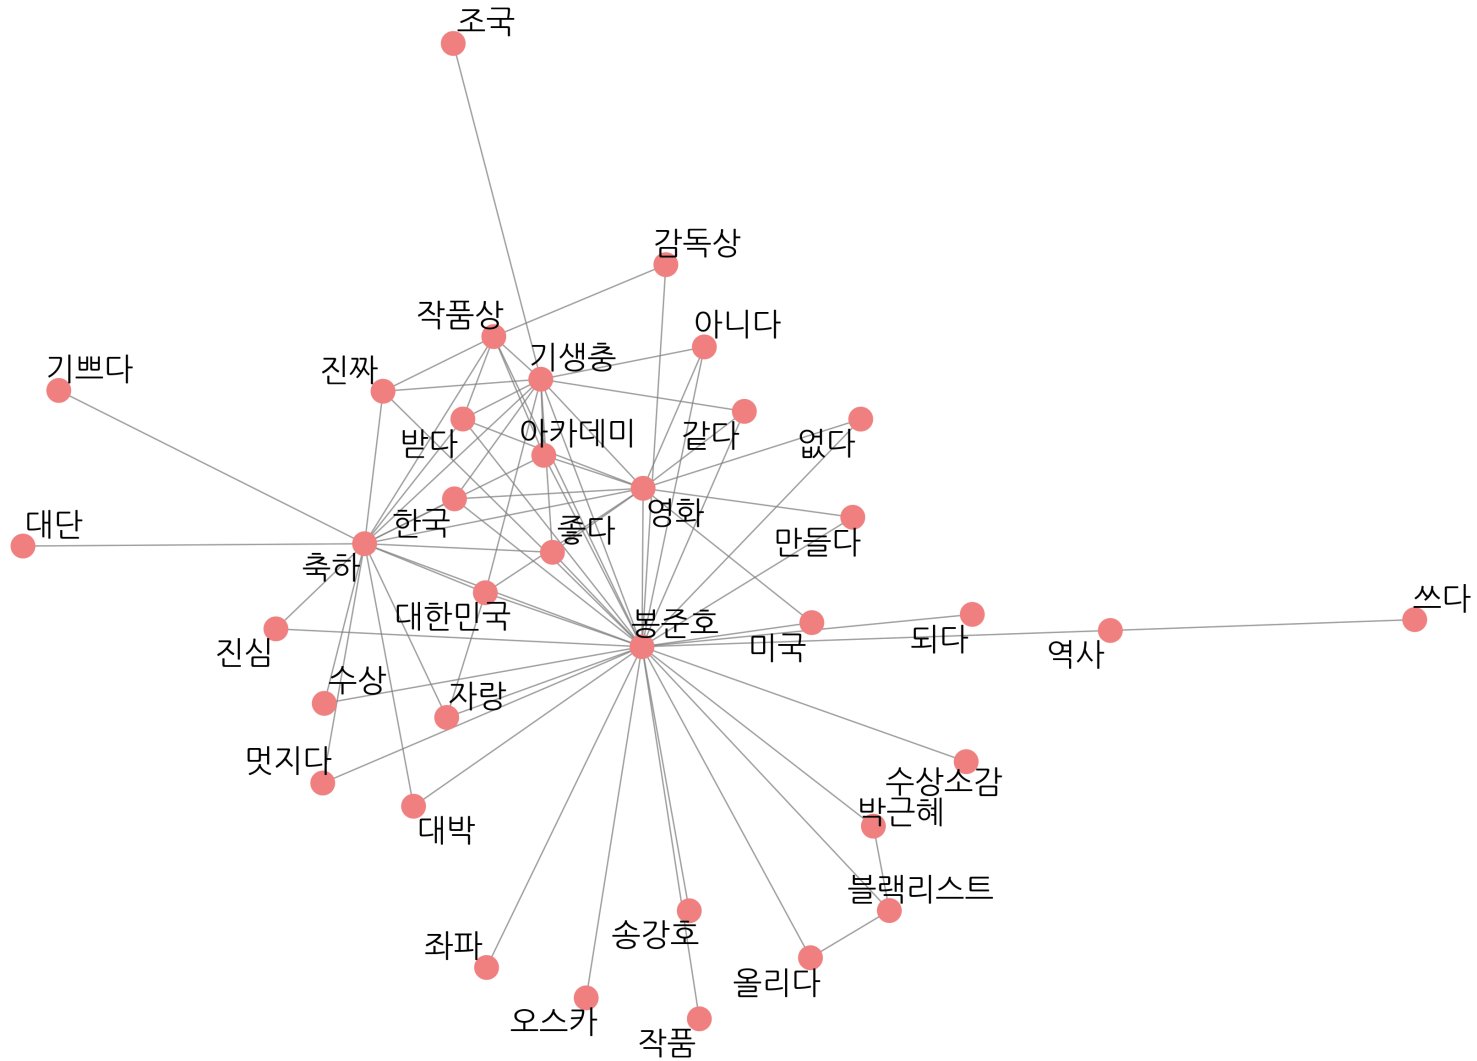 조국
감독상
작품상
아니다
기생충
기쁘다
진짜
받다
아카데미
같다
없다
대단
한국
좋다
영화
만들다
축하
쓰다
대한민국
봉준호
미국
되다
역사
진심
수상
자랑
멋지다
수상소감
박근혜
대박
블랙리스트
좌파
송강호
올리다
오스카
작품